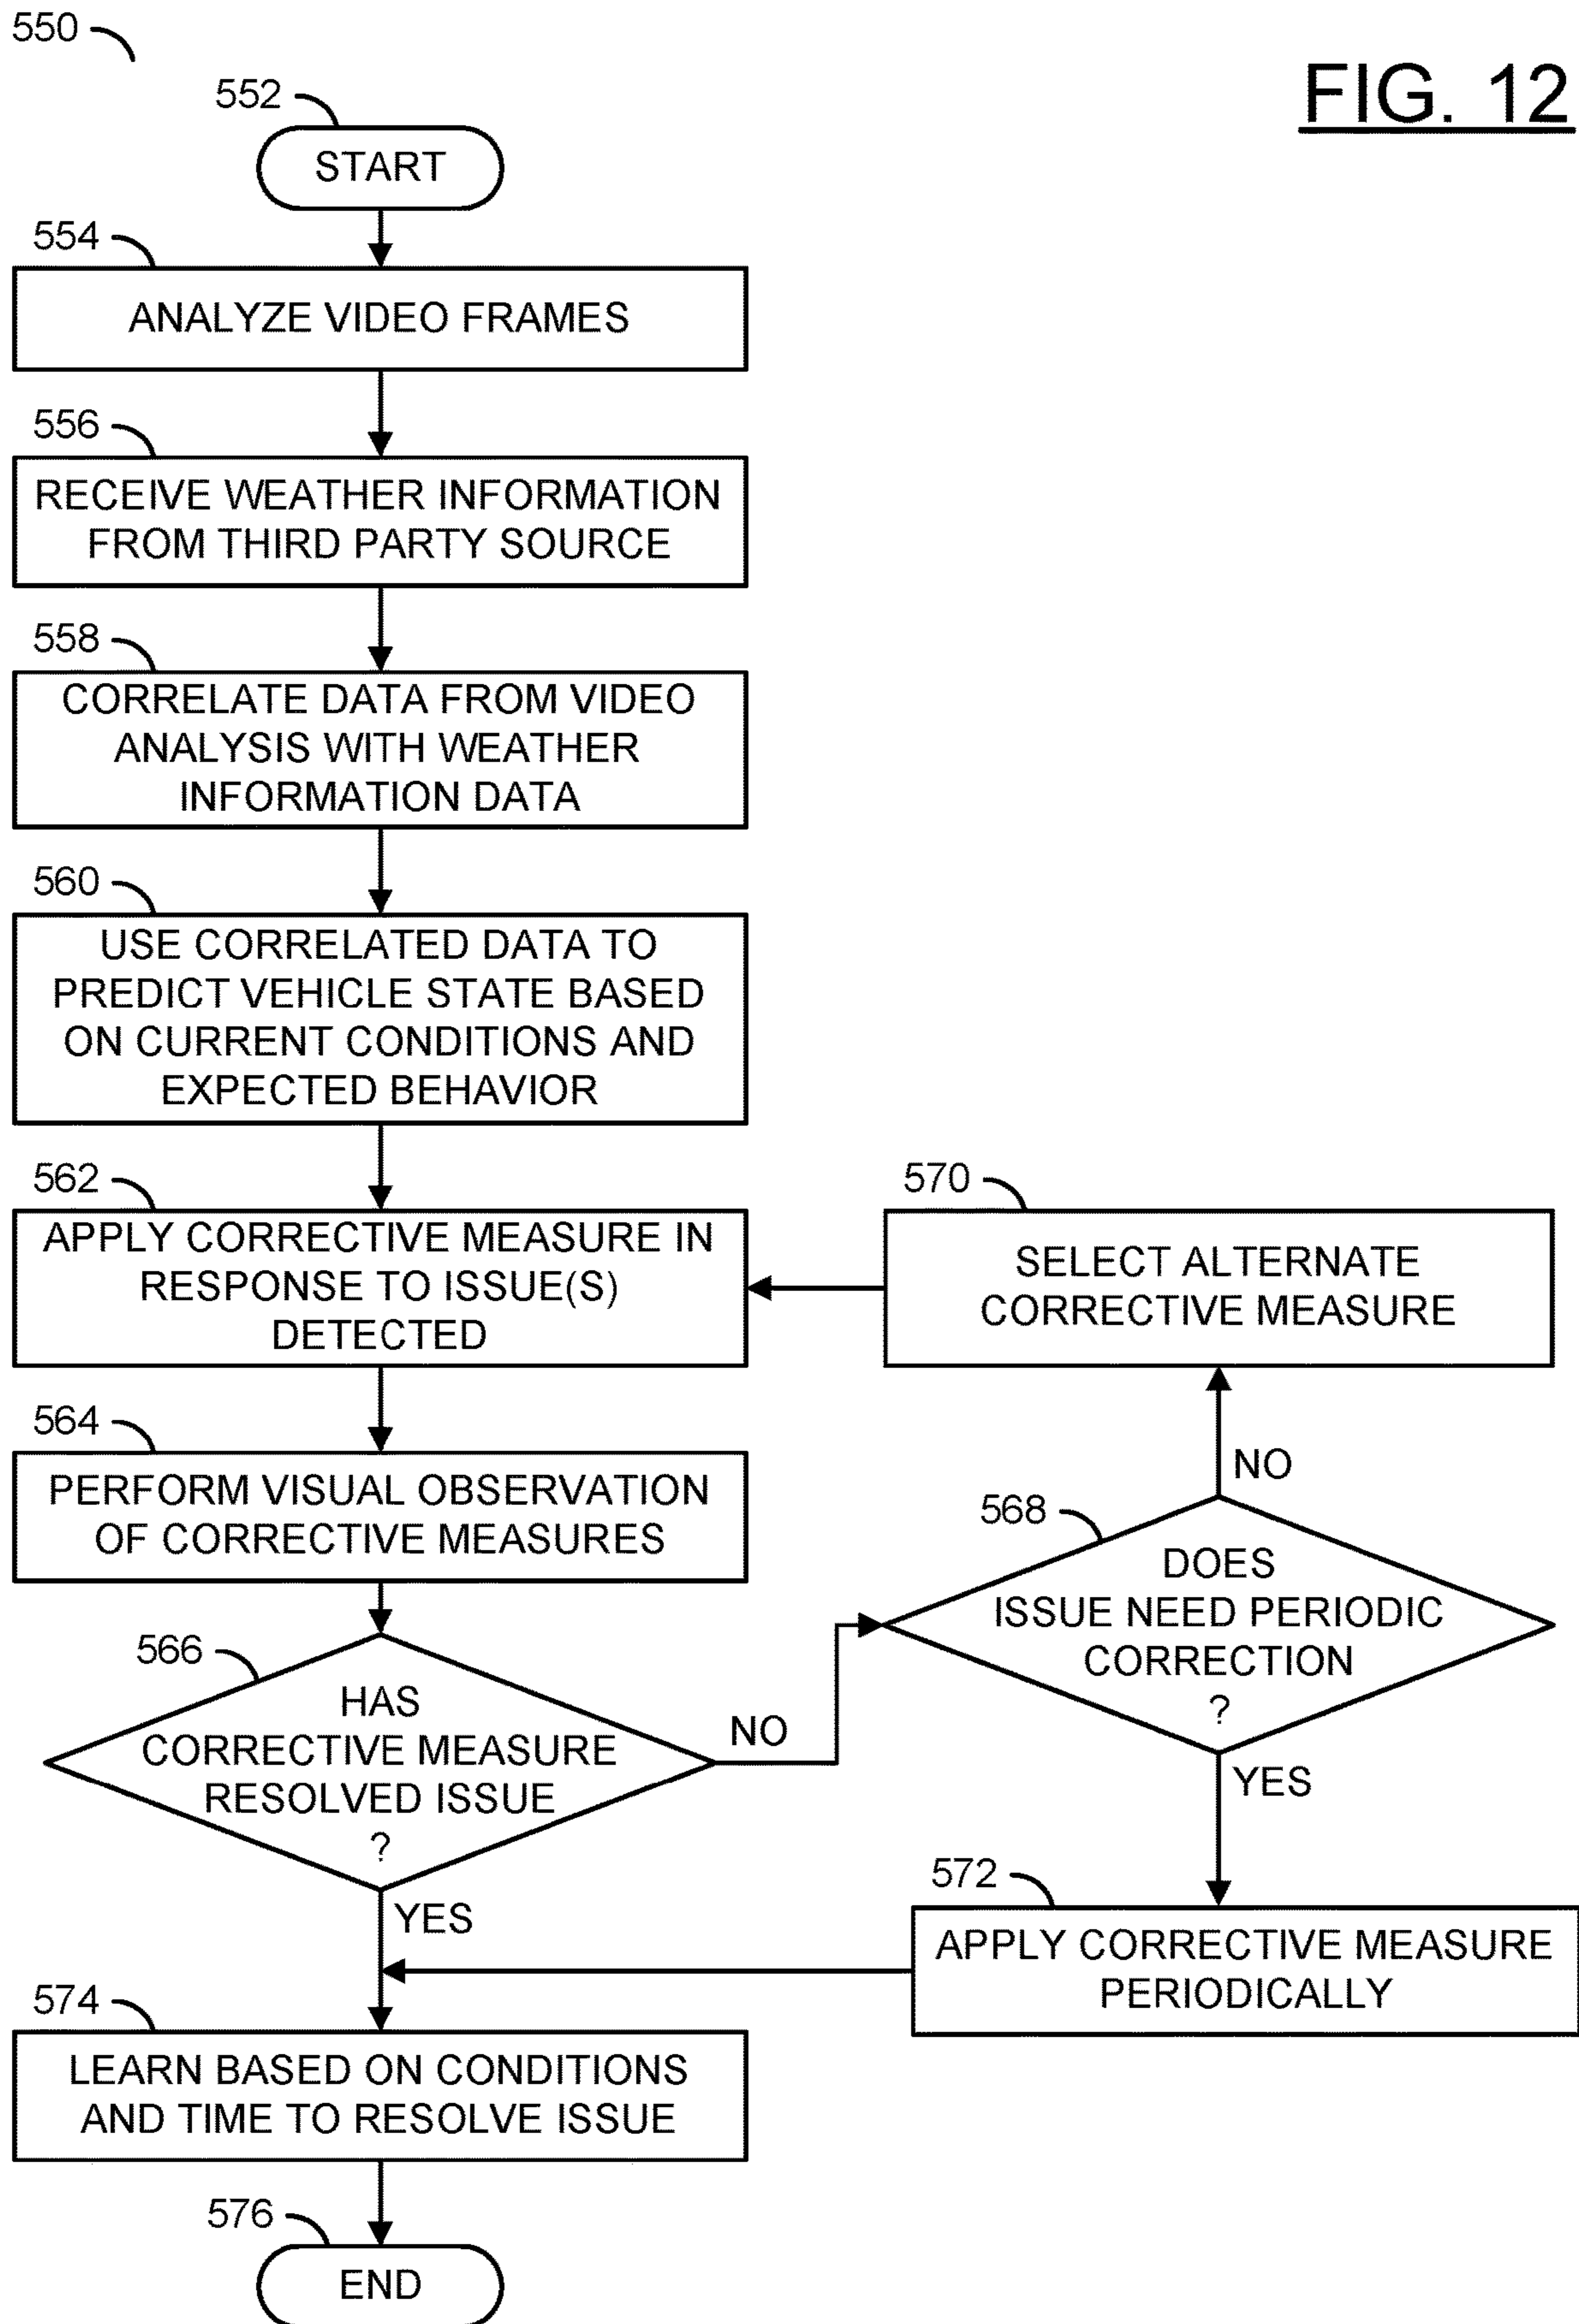 550
FIG. 12
552
START
554
ANALYZE VIDEO FRAMES
556
RECEIVE WEATHER INFORMATION
FROM THIRD PARTY SOURCE
558
CORRELATE DATA FROM VIDEO
ANALYSIS WITH WEATHER
INFORMATION DATA
560
USE CORRELATED DATA TO
PREDICT VEHICLE STATE BASED
ON CURRENT CONDITIONS AND
EXPECTED BEHAVIOR
562
APPLY CORRECTIVE MEASURE IN
RESPONSE TO ISSUE(S)
DETECTED
570
SELECT ALTERNATE
CORRECTIVE MEASURE
564
PERFORM VISUAL OBSERVATION
OF CORRECTIVE MEASURES
NO
568
DOES
ISSUE NEED PERIODIC
CORRECTION
?
566
HAS
CORRECTIVE MEASURE
RESOLVED ISSUE
?
NO
YES
YES
572
APPLY CORRECTIVE MEASURE
PERIODICALLY
574
LEARN BASED ON CONDITIONS
AND TIME TO RESOLVE ISSUE
576
END